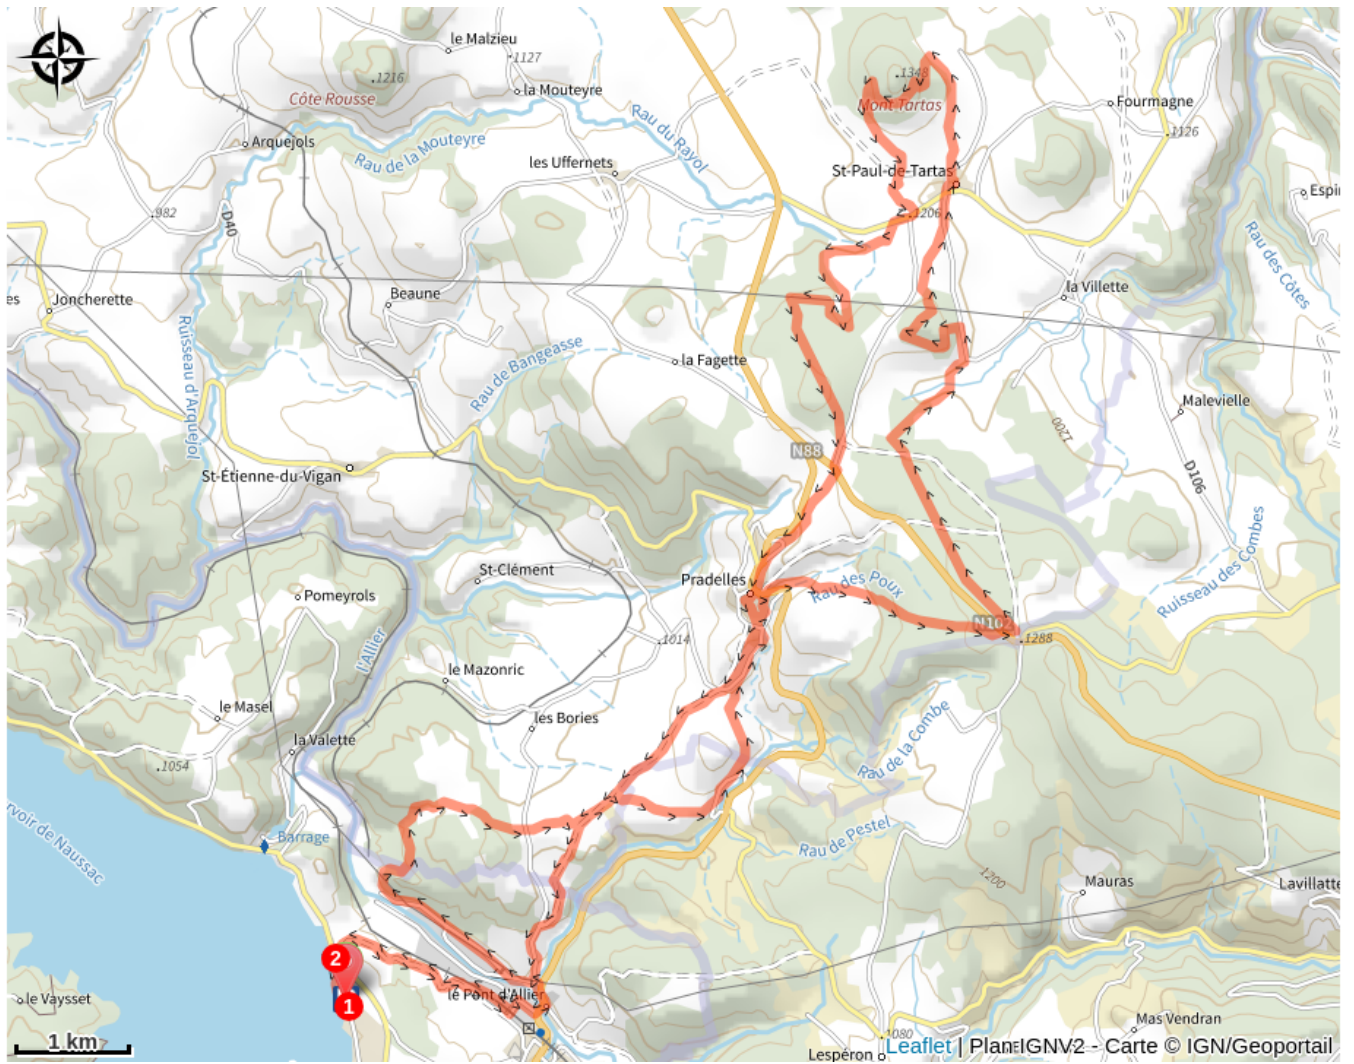 le Malzieu
1127
1216
Côte Rousse
la Mouteyre
1348
Mont Tartas
Fourmagne
1126
Arquejols
Rau de la Mouteyre
Rau du Rayol
les Uffernets
St-Paul-de-Tartas
982
D40
1206
Espi
Rau des Côtes
es
Joncherette
Beaune
la Villette
Ruisseau d'Arquejol
Rau de Bangeasse
la Fagette
Malevielle
1200
N88
D106
St-Étienne-du-Vigan
St-Clément
Pradelles
Rau des Poux
Ruisseau des Combes
Pomeyrols
N102
1288
l'Allier
1014
le Mazonric
le Masel
les Bories
la Valette
Rau de la Combe
1054
rvoir de Naussac
Barrage
Rau de Pestel
1200
Mauras
Lavillatte
2
1
le Vaysset
le Pont d'Allier
Mas Vendran
1080
1 km
Lespéron
Leaflet | Plan IGNV2 - Carte © IGN/Geoportail